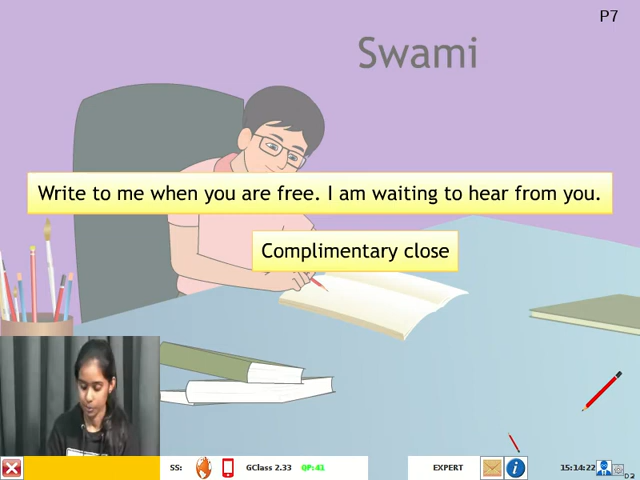 P7
Swami
Write to me when you are free. I am waiting to hear from you.
Complimentary close
SS: GClass 2.33 QP:41 EXPERT 15:14:22
D2